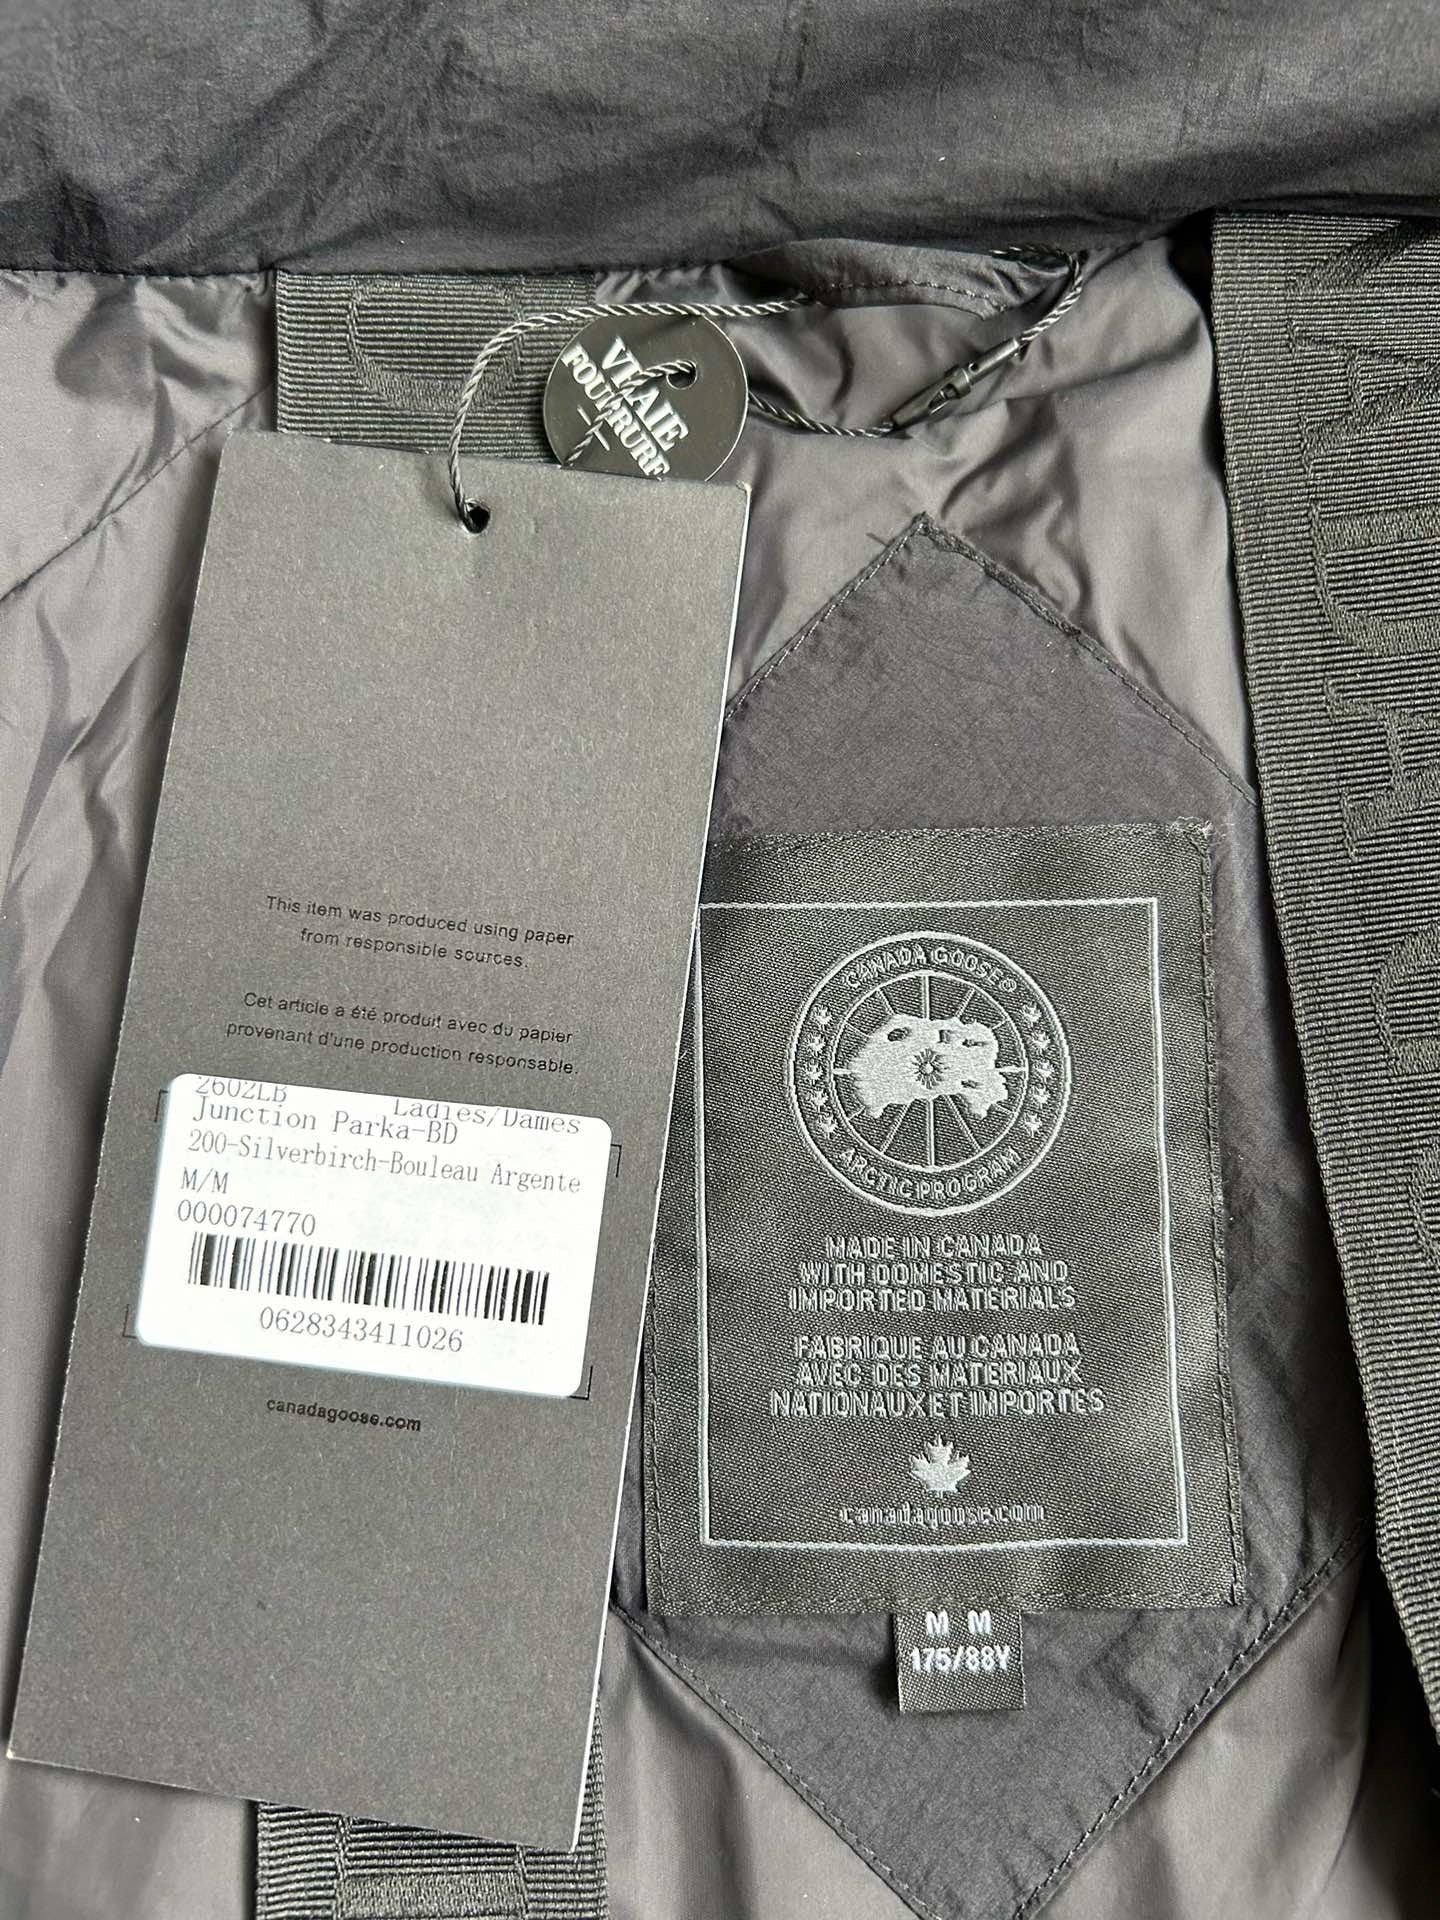 VRAIE
FOURRURE
This item was produced using paper
from responsible sources.
Cet article a été produit avec du papier
provenant d'une production responsable.
2602LB Ladies/Dames
Junction Parka-BD
200-Silverbirch-Bouleau Argente
M/M
000074770
0628343411026
canadagoose.com
CANADA GOOSE®
ARCTIC PROGRAM
MADE IN CANADA
WITH DOMESTIC AND
IMPORTED MATERIALS
FABRIQUE AU CANADA
AVEC DES MATERIAUX
NATIONAUX ET IMPORTES
canadagoose.com
M M
175/88Y